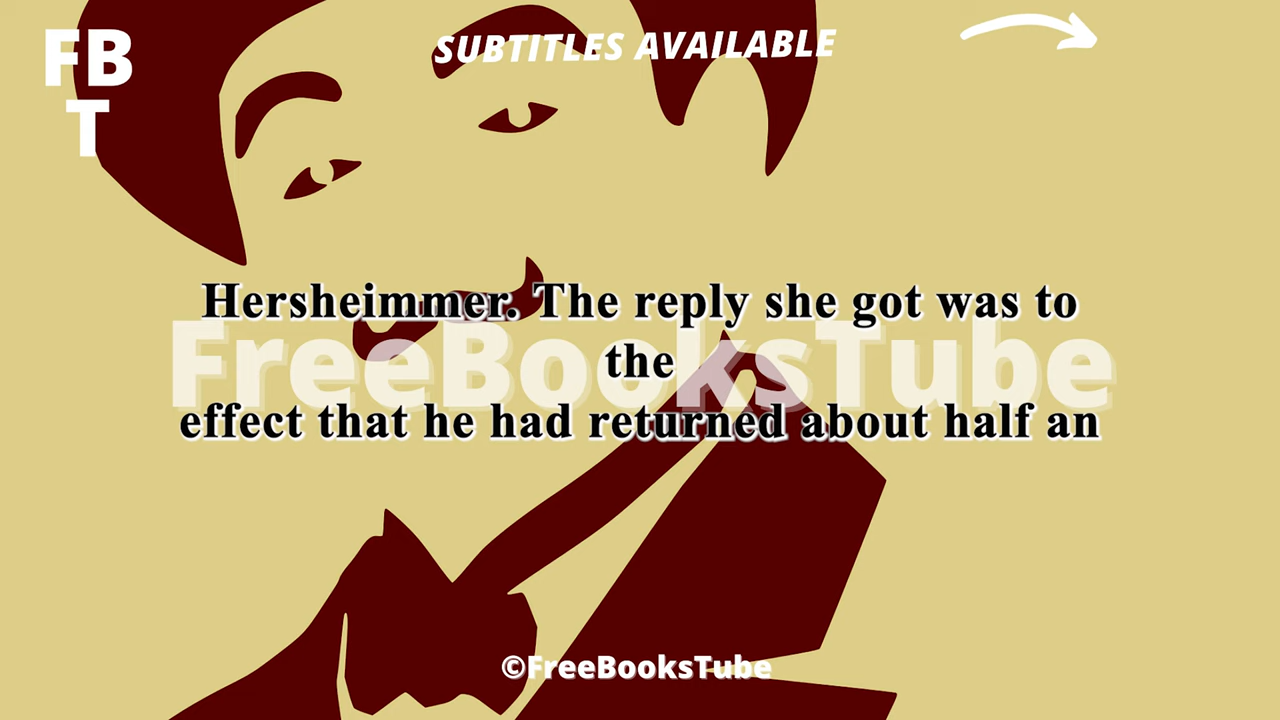 FB
T
SUBTITLES AVAILABLE
Hersheimmer. The reply she got was to
the
effect that he had returned about half an
FreeBooksTube
©FreeBooksTube